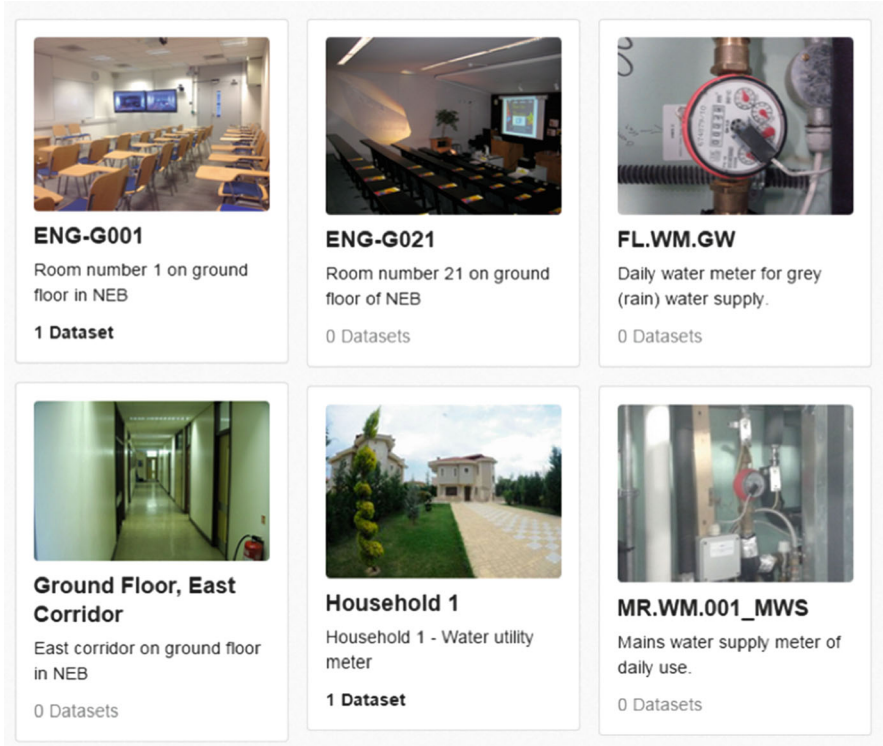 ENG-G001
Room number 1 on ground
floor in NEB
1 Dataset
ENG-G021
Room number 21 on ground
floor of NEB
0 Datasets
FL.WM.GW
Daily water meter for grey
(rain) water supply.
0 Datasets
Ground Floor, East
Corridor
East corridor on ground floor
in NEB
0 Datasets
Household 1
Household 1 - Water utility
meter
1 Dataset
MR.WM.001_MWS
Mains water supply meter of
daily use.
0 Datasets